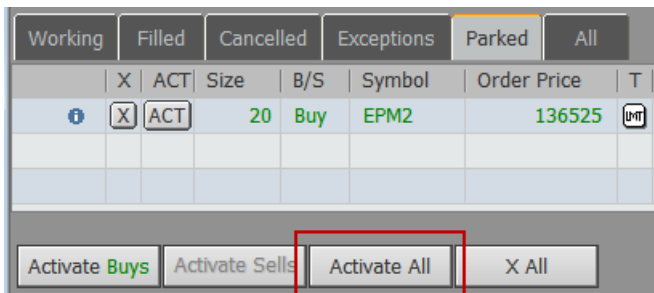 Working Filled Cancelled Exceptions Parked All
X ACT Size B/S Symbol Order Price T
X ACT 20 Buy EPM2 136525 LMT
Activate Buys Activate Sells Activate All X All